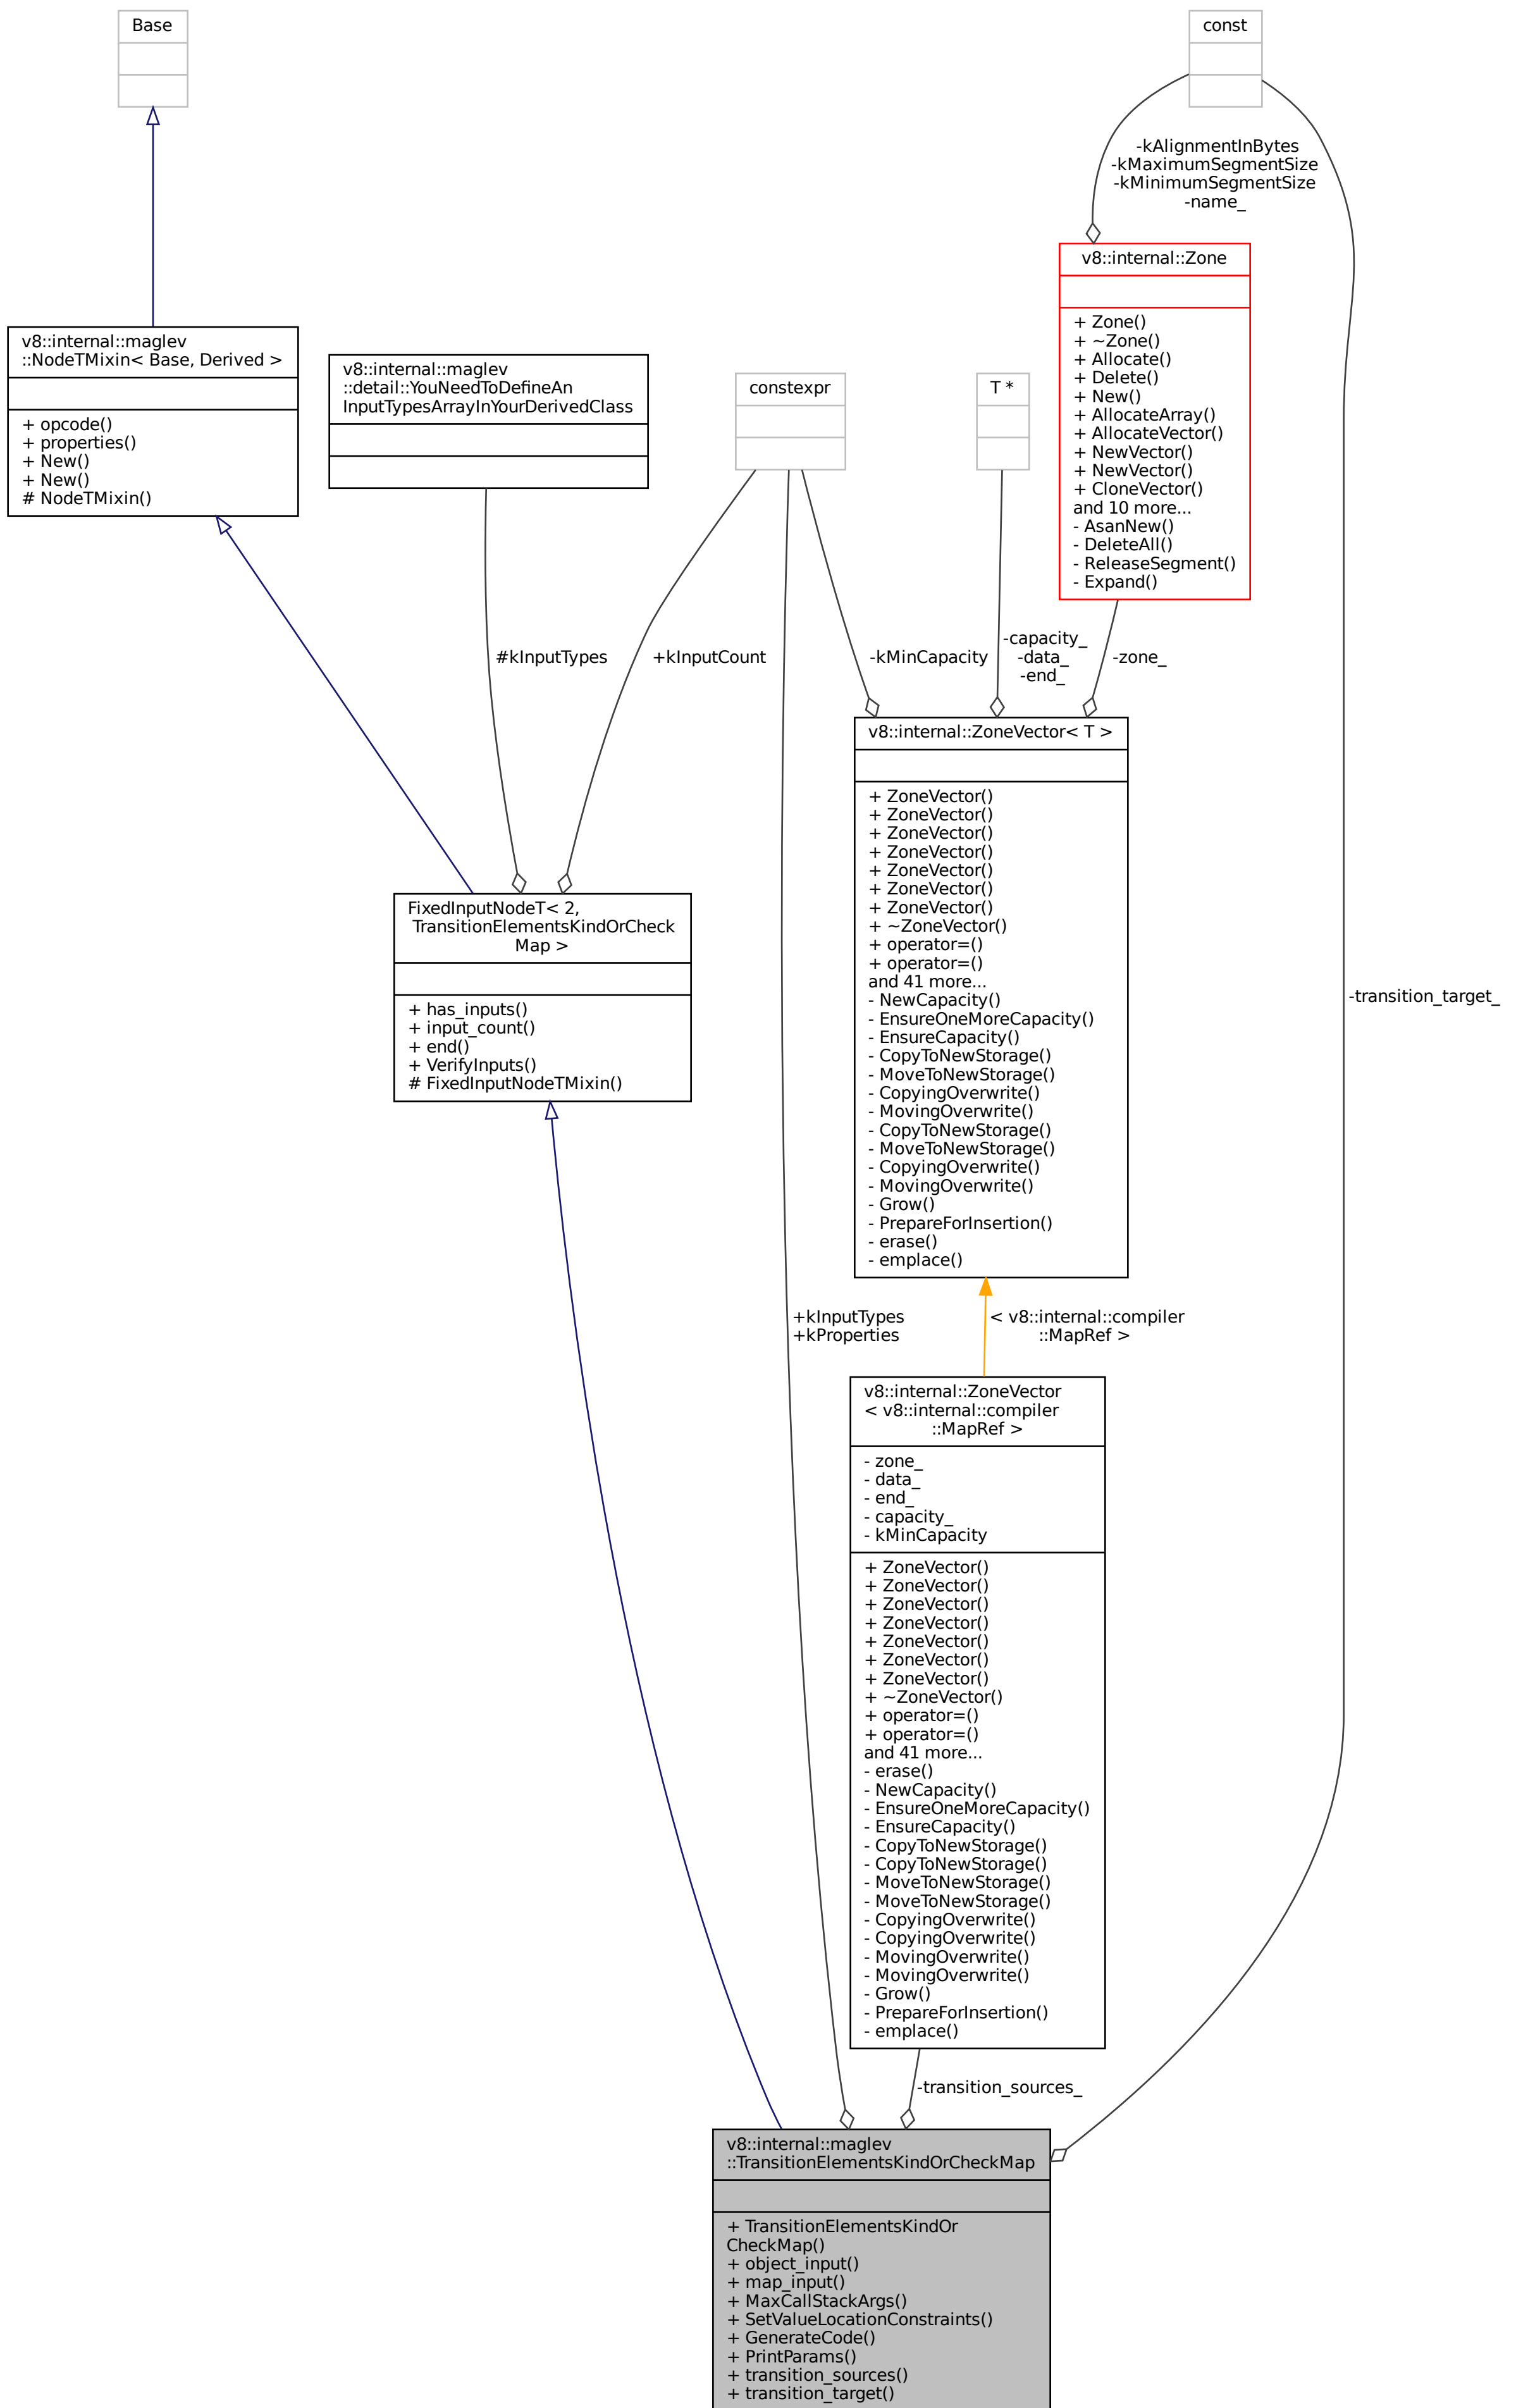 Base
const
-kAlignmentInBytes
-kMaximumSegmentSize
-kMinimumSegmentSize
-name_
v8::internal::Zone
+ Zone()
+ ~Zone()
+ Allocate()
+ Delete()
+ New()
+ AllocateArray()
+ AllocateVector()
+ NewVector()
+ NewVector()
+ CloneVector()
and 10 more...
- AsanNew()
- DeleteAll()
- ReleaseSegment()
- Expand()
v8::internal::maglev
::NodeTMixin< Base, Derived >
+ opcode()
+ properties()
+ New()
+ New()
# NodeTMixin()
v8::internal::maglev
::detail::YouNeedToDefineAn
InputTypesArrayInYourDerivedClass
constexpr
T *
#kInputTypes
+kInputCount
-kMinCapacity
-capacity_
-data_
-end_
-zone_
v8::internal::ZoneVector< T >
+ ZoneVector()
+ ZoneVector()
+ ZoneVector()
+ ZoneVector()
+ ZoneVector()
+ ZoneVector()
+ ZoneVector()
+ ~ZoneVector()
+ operator=()
+ operator=()
and 41 more...
- NewCapacity()
- EnsureOneMoreCapacity()
- EnsureCapacity()
- CopyToNewStorage()
- MoveToNewStorage()
- CopyingOverwrite()
- MovingOverwrite()
- CopyToNewStorage()
- MoveToNewStorage()
- CopyingOverwrite()
- MovingOverwrite()
- Grow()
- PrepareForInsertion()
- erase()
- emplace()
FixedInputNodeT< 2,
TransitionElementsKindOrCheck
Map >
+ has_inputs()
+ input_count()
+ end()
+ VerifyInputs()
# FixedInputNodeTMixin()
-transition_target_
+kInputTypes
+kProperties
< v8::internal::compiler
::MapRef >
v8::internal::ZoneVector
< v8::internal::compiler
::MapRef >
- zone_
- data_
- end_
- capacity_
- kMinCapacity
+ ZoneVector()
+ ZoneVector()
+ ZoneVector()
+ ZoneVector()
+ ZoneVector()
+ ZoneVector()
+ ZoneVector()
+ ~ZoneVector()
+ operator=()
+ operator=()
and 41 more...
- erase()
- NewCapacity()
- EnsureOneMoreCapacity()
- EnsureCapacity()
- CopyToNewStorage()
- CopyToNewStorage()
- MoveToNewStorage()
- MoveToNewStorage()
- CopyingOverwrite()
- CopyingOverwrite()
- MovingOverwrite()
- MovingOverwrite()
- Grow()
- PrepareForInsertion()
- emplace()
-transition_sources_
v8::internal::maglev
::TransitionElementsKindOrCheckMap
+ TransitionElementsKindOr
CheckMap()
+ object_input()
+ map_input()
+ MaxCallStackArgs()
+ SetValueLocationConstraints()
+ GenerateCode()
+ PrintParams()
+ transition_sources()
+ transition_target()